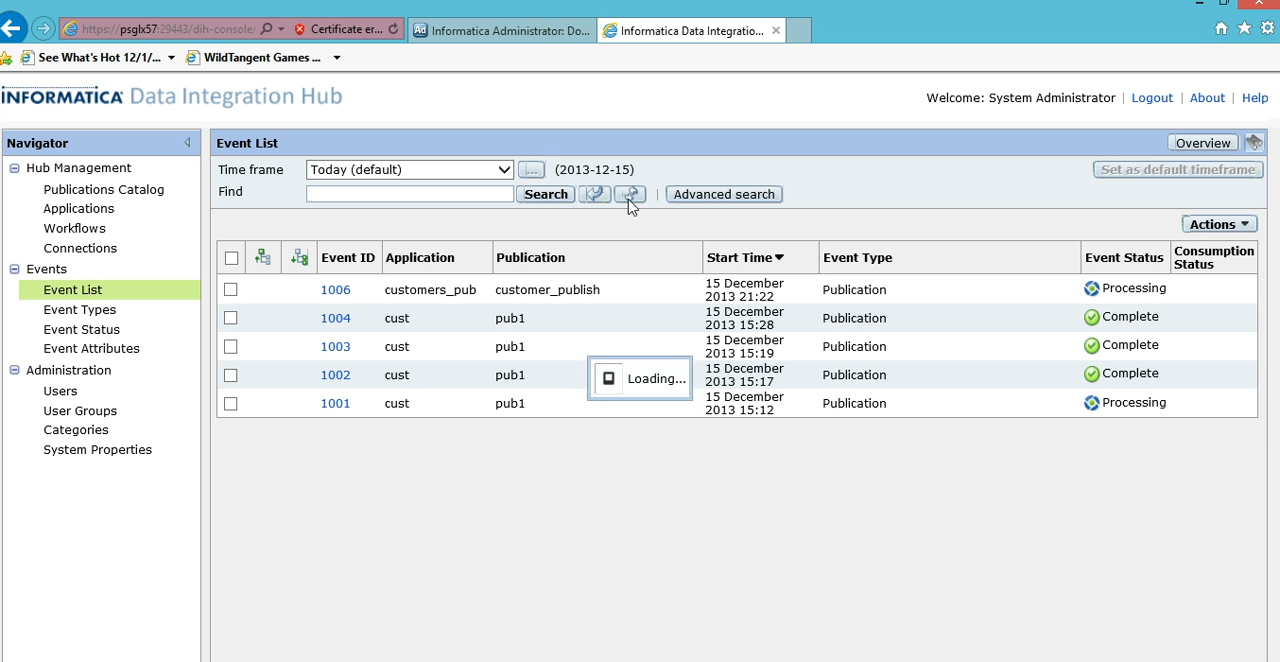 https://psglx57:29443/dih-console/ Certificate er... Informatica Administrator: Do... Informatica Data Integratio...
See What's Hot 12/1/... WildTangent Games ...
INFORMATICA Data Integration Hub
Welcome: System Administrator | Logout | About | Help
Navigator
Hub Management
Publications Catalog
Applications
Workflows
Connections
Events
Event List
Event Types
Event Status
Event Attributes
Administration
Users
User Groups
Categories
System Properties
Event List Overview
Time frame Today (default) ... (2013-12-15) Set as default timeframe
Find Search | Advanced search
Actions
Event ID Application Publication Start Time Event Type Event Status Consumption Status
1006 customers_pub customer_publish 15 December 2013 21:22 Publication Processing
1004 cust pub1 15 December 2013 15:28 Publication Complete
1003 cust pub1 15 December 2013 15:19 Publication Complete
1002 cust pub1 15 December 2013 15:17 Publication Complete
1001 cust pub1 15 December 2013 15:12 Publication Processing
Loading...